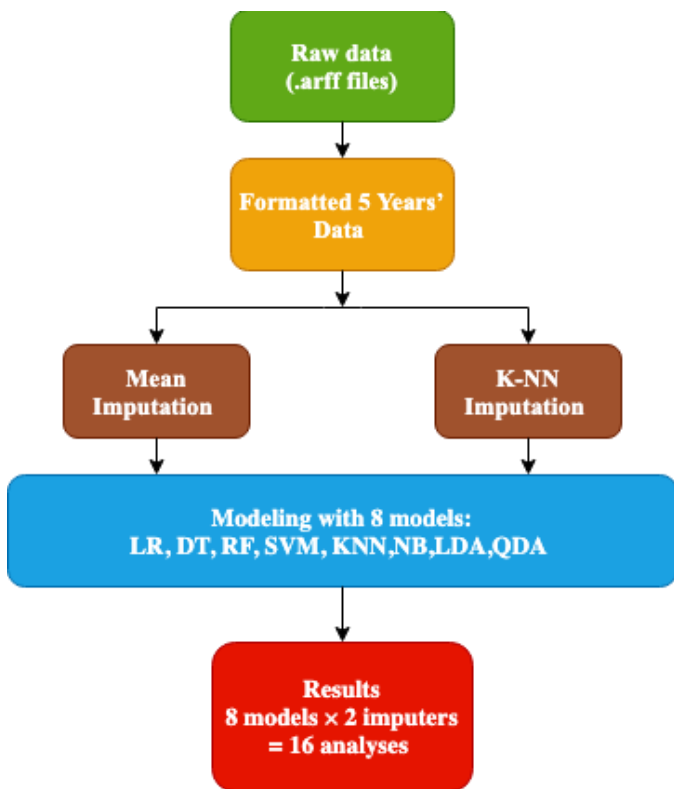 Raw data
(.arff files)
Formatted 5 Years'
Data
Mean
Imputation
K-NN
Imputation
Modeling with 8 models:
LR, DT, RF, SVM, KNN,NB,LDA,QDA
Results
8 models × 2 imputers
= 16 analyses